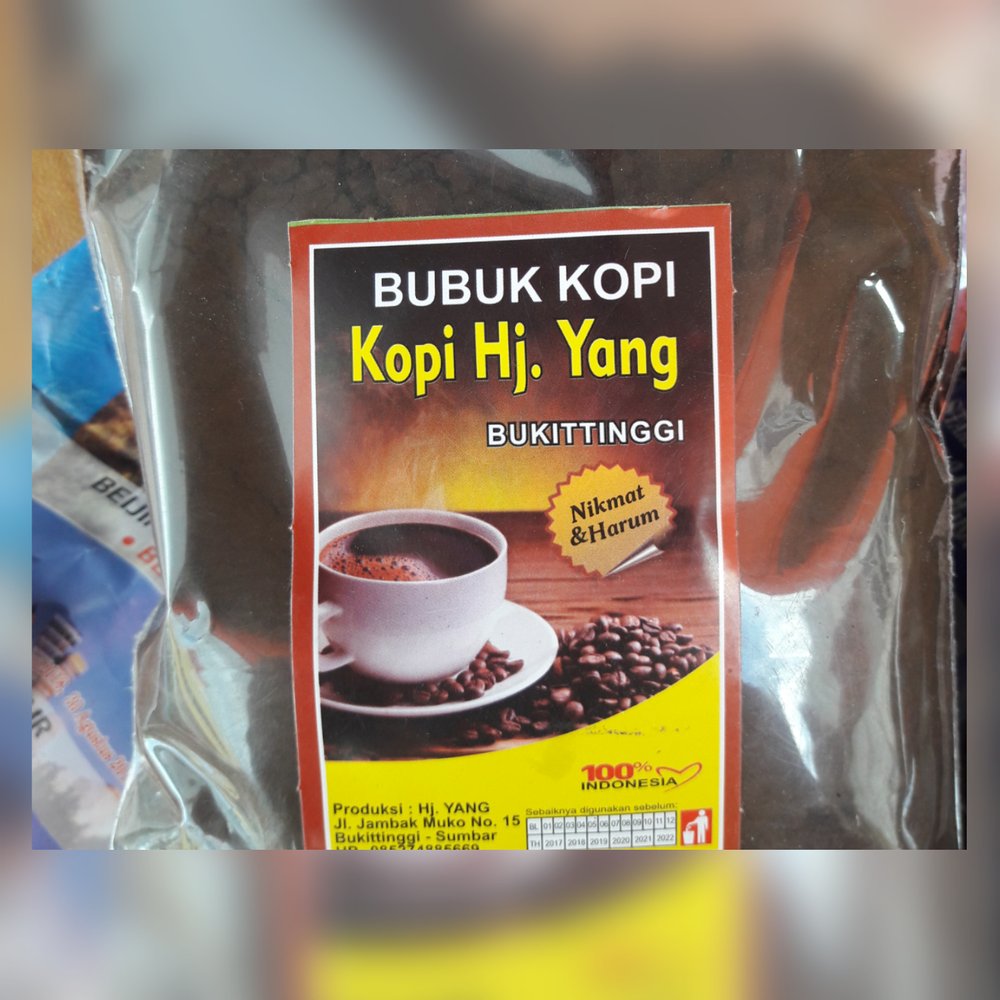 BUBUK KOPI
Kopi Hj. Yang
BUKITTINGGI
Nikmat
&Harum
100%
INDONESIA
Produksi : Hj. YANG
Jl. Jambak Muko No. 15
Bukittinggi - Sumbar
HP. 085274885669
Sebaiknya digunakan sebelum:
BL 01 02 03 04 05 06 07 08 09 10 11 12
TH 2017 2018 2019 2020 2021 2022